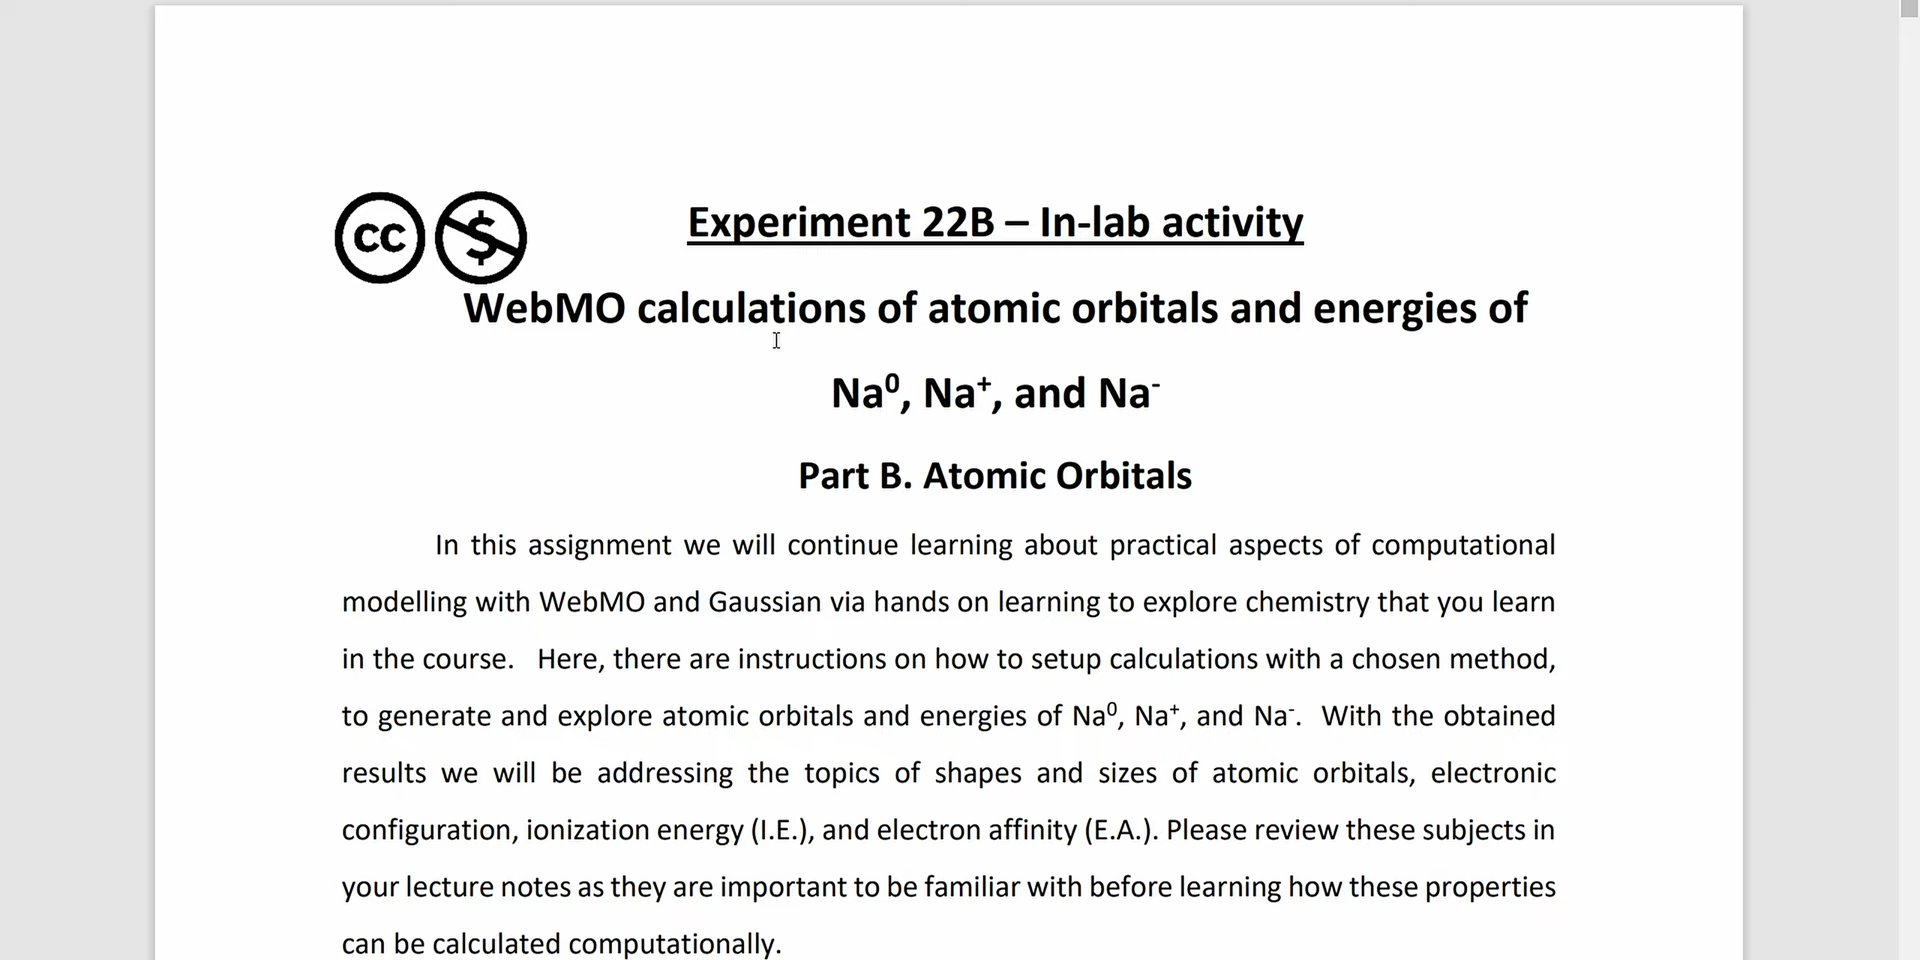 cc $
Experiment 22B – In-lab activity
WebMO calculations of atomic orbitals and energies of
Na⁰, Na⁺, and Na⁻
Part B. Atomic Orbitals
In this assignment we will continue learning about practical aspects of computational
modelling with WebMO and Gaussian via hands on learning to explore chemistry that you learn
in the course. Here, there are instructions on how to setup calculations with a chosen method,
to generate and explore atomic orbitals and energies of Na⁰, Na⁺, and Na⁻. With the obtained
results we will be addressing the topics of shapes and sizes of atomic orbitals, electronic
configuration, ionization energy (I.E.), and electron affinity (E.A.). Please review these subjects in
your lecture notes as they are important to be familiar with before learning how these properties
can be calculated computationally.